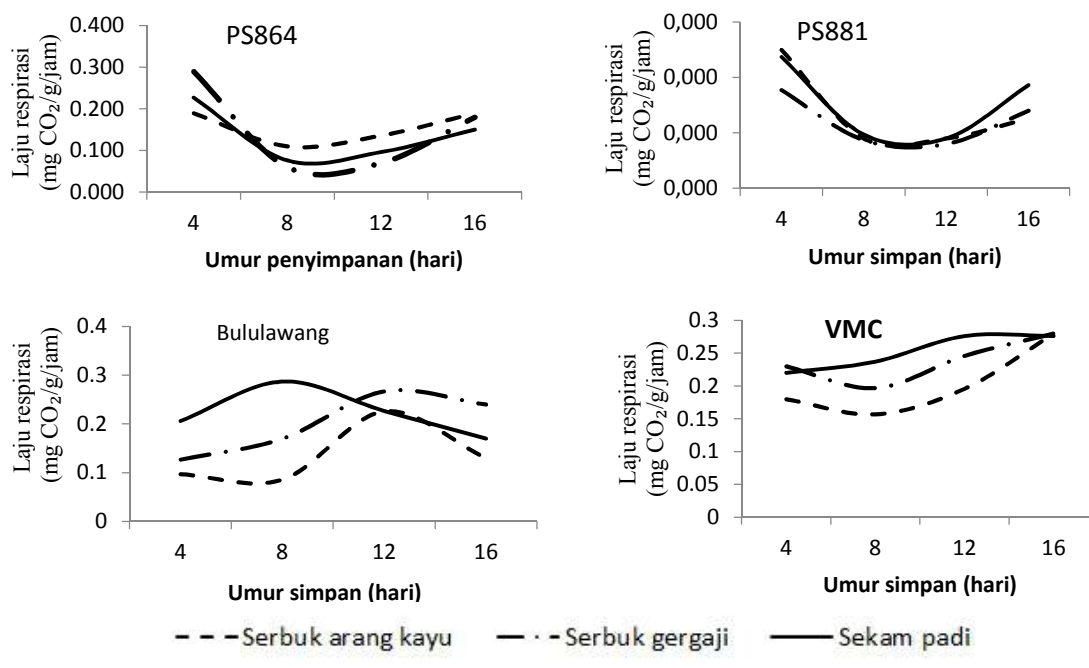 PS864
0.400
0.300
0.200
0.100
0.000
Laju respirasi
(mg CO₂/g/jam)
4 8 12 16
Umur penyimpanan (hari)
PS881
0,000
0,000
0,000
0,000
Laju respirasi
(mg CO₂/g/jam)
4 8 12 16
Umur simpan (hari)
Bululawang
0.4
0.3
0.2
0.1
0
Laju respirasi
(mg CO₂/g/jam)
4 8 12 16
Umur simpan (hari)
VMC
0.3
0.25
0.2
0.15
0.1
0.05
0
Laju respirasi
(mg CO₂/g/jam)
4 8 12 16
Umur simpan (hari)
Serbuk arang kayu Serbuk gergaji Sekam padi